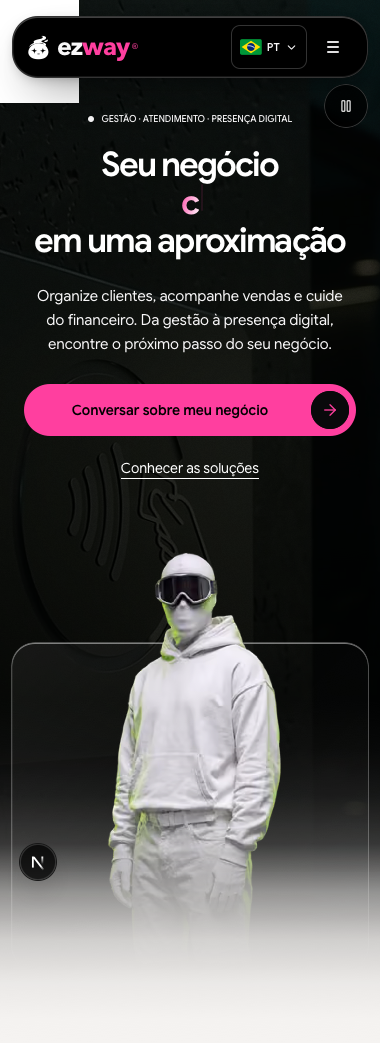 ezway®
PT
GESTÃO · ATENDIMENTO · PRESENÇA DIGITAL
Seu negócio
c
em uma aproximação
Organize clientes, acompanhe vendas e cuide
do financeiro. Da gestão à presença digital,
encontre o próximo passo do seu negócio.
Conversar sobre meu negócio
Conhecer as soluções
N